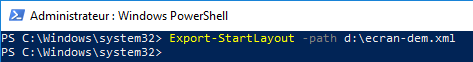 Administrateur : Windows PowerShell
PS C:\Windows\system32> Export-StartLayout -path d:\ecran-dem.xml
PS C:\Windows\system32>